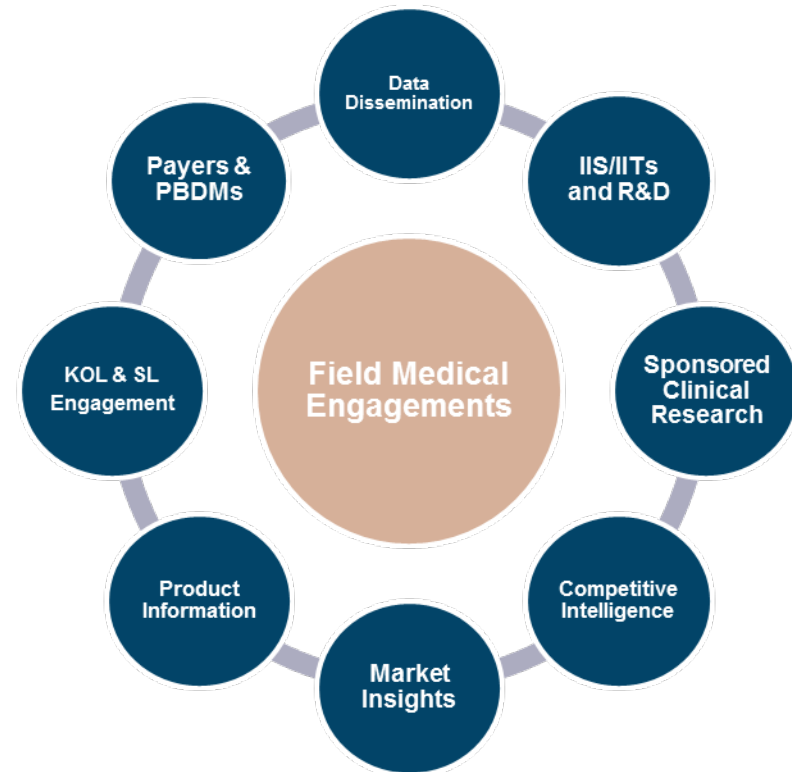 Data
Dissemination
IIS/IITs
and R&D
Sponsored
Clinical
Research
Competitive
Intelligence
Market
Insights
Product
Information
KOL & SL
Engagement
Payers &
PBDMs
Field Medical
Engagements